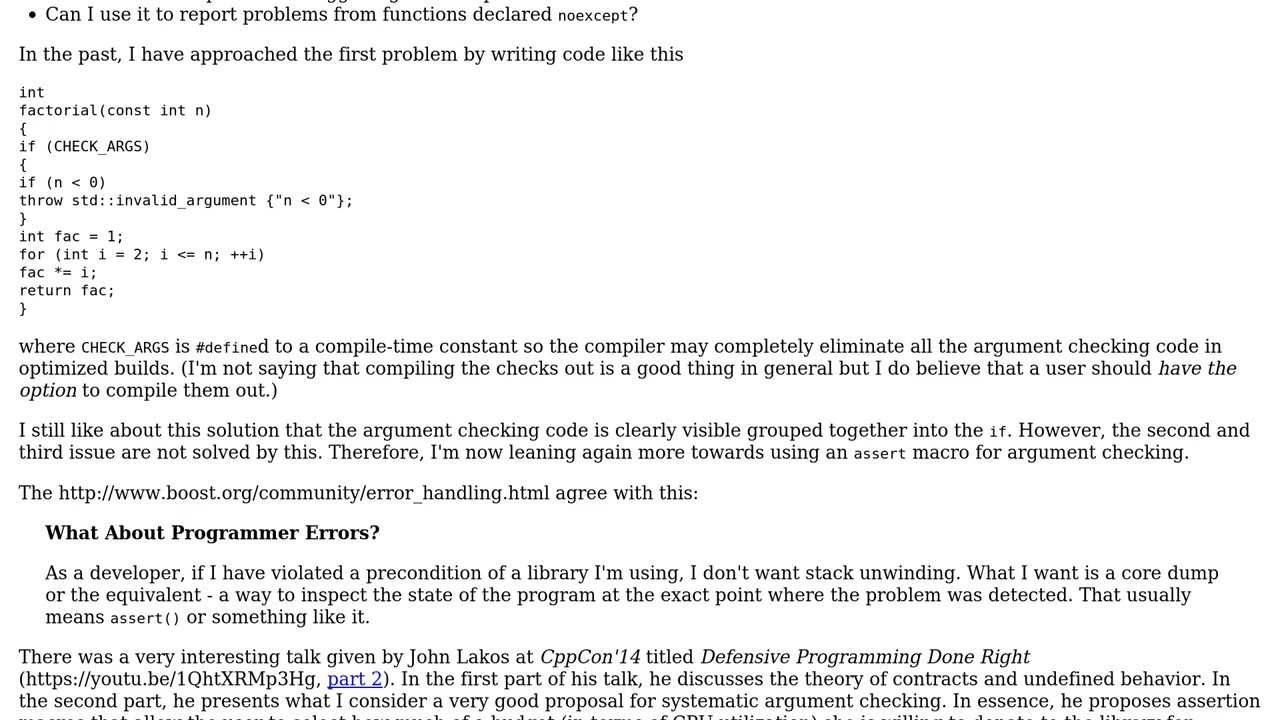 Can I use it to report problems from functions declared noexcept?
In the past, I have approached the first problem by writing code like this
int
factorial(const int n)
{
if (CHECK_ARGS)
{
if (n < 0)
throw std::invalid_argument {"n < 0"};
}
int fac = 1;
for (int i = 2; i <= n; ++i)
fac *= i;
return fac;
}
where CHECK_ARGS is #defined to a compile-time constant so the compiler may completely eliminate all the argument checking code in
optimized builds. (I'm not saying that compiling the checks out is a good thing in general but I do believe that a user should have the
option to compile them out.)
I still like about this solution that the argument checking code is clearly visible grouped together into the if. However, the second and
third issue are not solved by this. Therefore, I'm now leaning again more towards using an assert macro for argument checking.
The http://www.boost.org/community/error_handling.html agree with this:
What About Programmer Errors?
As a developer, if I have violated a precondition of a library I'm using, I don't want stack unwinding. What I want is a core dump
or the equivalent - a way to inspect the state of the program at the exact point where the problem was detected. That usually
means assert() or something like it.
There was a very interesting talk given by John Lakos at CppCon'14 titled Defensive Programming Done Right
(https://youtu.be/1QhtXRMp3Hg, part 2). In the first part of his talk, he discusses the theory of contracts and undefined behavior. In
the second part, he presents what I consider a very good proposal for systematic argument checking. In essence, he proposes assertion